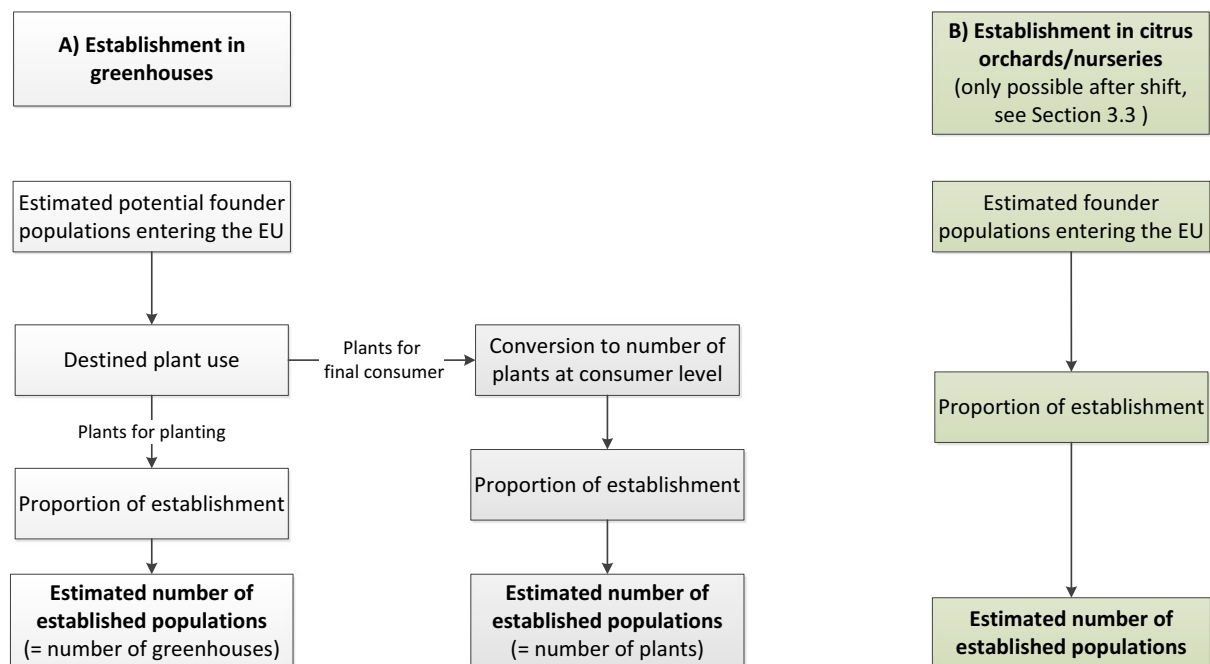 A) Establishment in
greenhouses
B) Establishment in citrus
orchards/nurseries
(only possible after shift,
see Section 3.3 )
Estimated potential founder
populations entering the EU
Estimated founder
populations entering the EU
Destined plant use
Plants for
final consumer
Conversion to number of
plants at consumer level
Plants for planting
Proportion of establishment
Proportion of establishment
Proportion of establishment
Estimated number of
established populations
(= number of greenhouses)
Estimated number of
established populations
(= number of plants)
Estimated number of
established populations